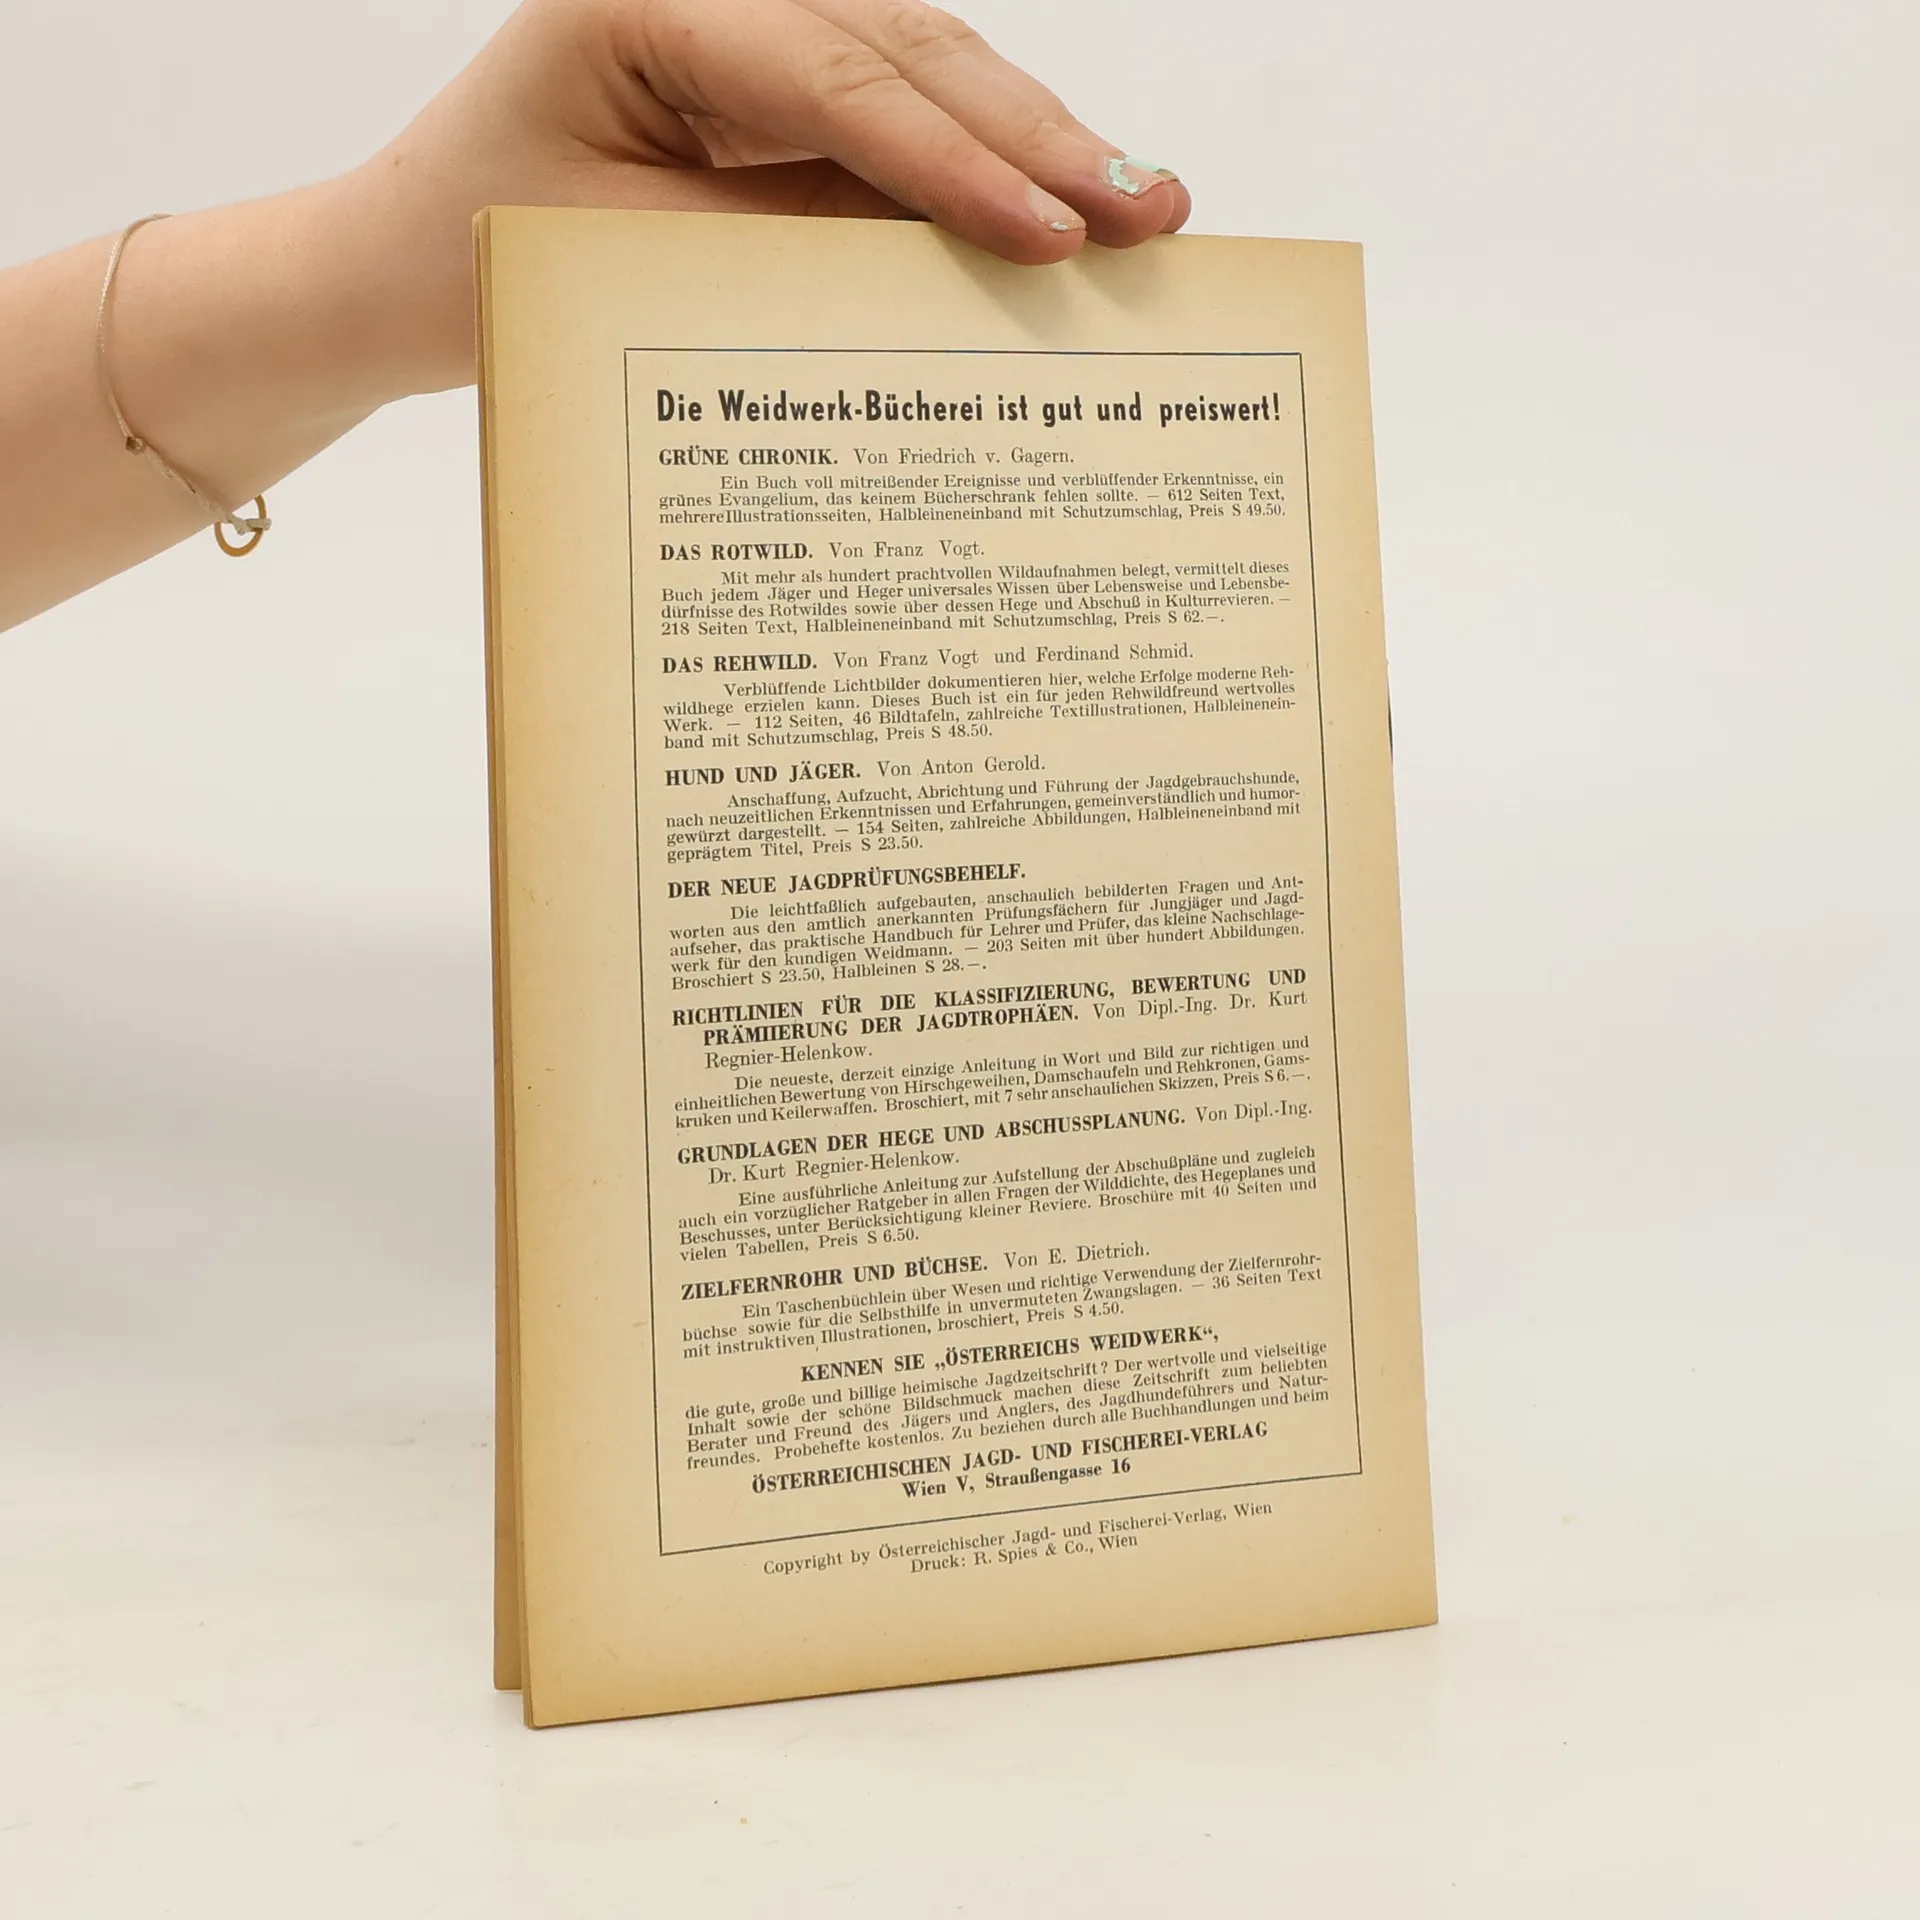 Die Weidwerk-Bücherei ist gut und preiswert!
GRÜNE CHRONIK. Von Friedrich v. Gagern.
Ein Buch voll mitreißender Ereignisse und verblüffender Erkenntnisse, ein
grünes Evangelium, das keinem Bücherschrank fehlen sollte. — 612 Seiten Text,
mehrere Illustrationsseiten, Halbleineneinband mit Schutzumschlag, Preis S 49.50.
DAS ROTWILD. Von Franz Vogt.
Mit mehr als hundert prachtvollen Wildaufnahmen belegt, vermittelt dieses
Buch jedem Jäger und Heger universales Wissen über Lebensweise und Lebensbe-
dürfnisse des Rotwildes sowie über dessen Hege und Abschuß in Kulturrevieren. —
218 Seiten Text, Halbleineneinband mit Schutzumschlag, Preis S 62.—.
DAS REHWILD. Von Franz Vogt und Ferdinand Schmid.
Verblüffende Lichtbilder dokumentieren hier, welche Erfolge moderne Reh-
wildhege erzielen kann. Dieses Buch ist ein für jeden Rehwildfreund wertvolles
Werk. — 112 Seiten, 46 Bildtafeln, zahlreiche Textillustrationen, Halbleinenein-
band mit Schutzumschlag, Preis S 48.50.
HUND UND JÄGER. Von Anton Gerold.
Anschaffung, Aufzucht, Abrichtung und Führung der Jagdgebrauchshunde,
nach neuzeitlichen Erkenntnissen und Erfahrungen, gemeinverständlich und humor-
gewürzt dargestellt. — 154 Seiten, zahlreiche Abbildungen, Halbleineneinband mit
geprägtem Titel, Preis S 23.50.
DER NEUE JAGDPRÜFUNGSBEHELF.
Die leichtfaßlich aufgebauten, anschaulich bebilderten Fragen und Ant-
worten aus den amtlich anerkannten Prüfungsfächern für Jungjäger und Jagd-
aufseher, das praktische Handbuch für Lehrer und Prüfer, das kleine Nachschlage-
werk für den kundigen Weidmann. — 203 Seiten mit über hundert Abbildungen.
Broschiert S 23.50, Halbleinen S 28.—.
RICHTLINIEN FÜR DIE KLASSIFIZIERUNG, BEWERTUNG UND
PRÄMIIERUNG DER JAGDTROPHÄEN. Von Dipl.-Ing. Dr. Kurt
Regnier-Helenkow.
Die neueste, derzeit einzige Anleitung in Wort und Bild zur richtigen und
einheitlichen Bewertung von Hirschgeweihen, Damschaufeln und Rehkronen, Gams-
kruken und Keilerwaffen. Broschiert, mit 7 sehr anschaulichen Skizzen, Preis S 6.—.
GRUNDLAGEN DER HEGE UND ABSCHUSSPLANUNG. Von Dipl.-Ing.
Dr. Kurt Regnier-Helenkow.
Eine ausführliche Anleitung zur Aufstellung der Abschußpläne und zugleich
auch ein vorzüglicher Ratgeber in allen Fragen der Wilddichte, des Hegeplanes und
Beschusses, unter Berücksichtigung kleiner Reviere. Broschüre mit 40 Seiten und
vielen Tabellen, Preis S 6.50.
ZIELFERNROHR UND BÜCHSE. Von E. Dietrich.
Ein Taschenbüchlein über Wesen und richtige Verwendung der Zielfernrohr-
büchse sowie für die Selbsthilfe in unvermuteten Zwangslagen. — 36 Seiten Text
mit instruktiven Illustrationen, broschiert, Preis S 4.50.
KENNEN SIE „ÖSTERREICHS WEIDWERK“,
die gute, große und billige heimische Jagdzeitschrift? Der wertvolle und vielseitige
Inhalt sowie der schöne Bildschmuck machen diese Zeitschrift zum beliebten
Berater und Freund des Jägers und Anglers, des Jagdhundeführers und Natur-
freundes. Probehefte kostenlos. Zu beziehen durch alle Buchhandlungen und beim
ÖSTERREICHISCHEN JAGD- UND FISCHEREI-VERLAG
Wien V, Straußengasse 16
Copyright by Österreichischer Jagd- und Fischerei-Verlag, Wien
Druck: R. Spies & Co., Wien